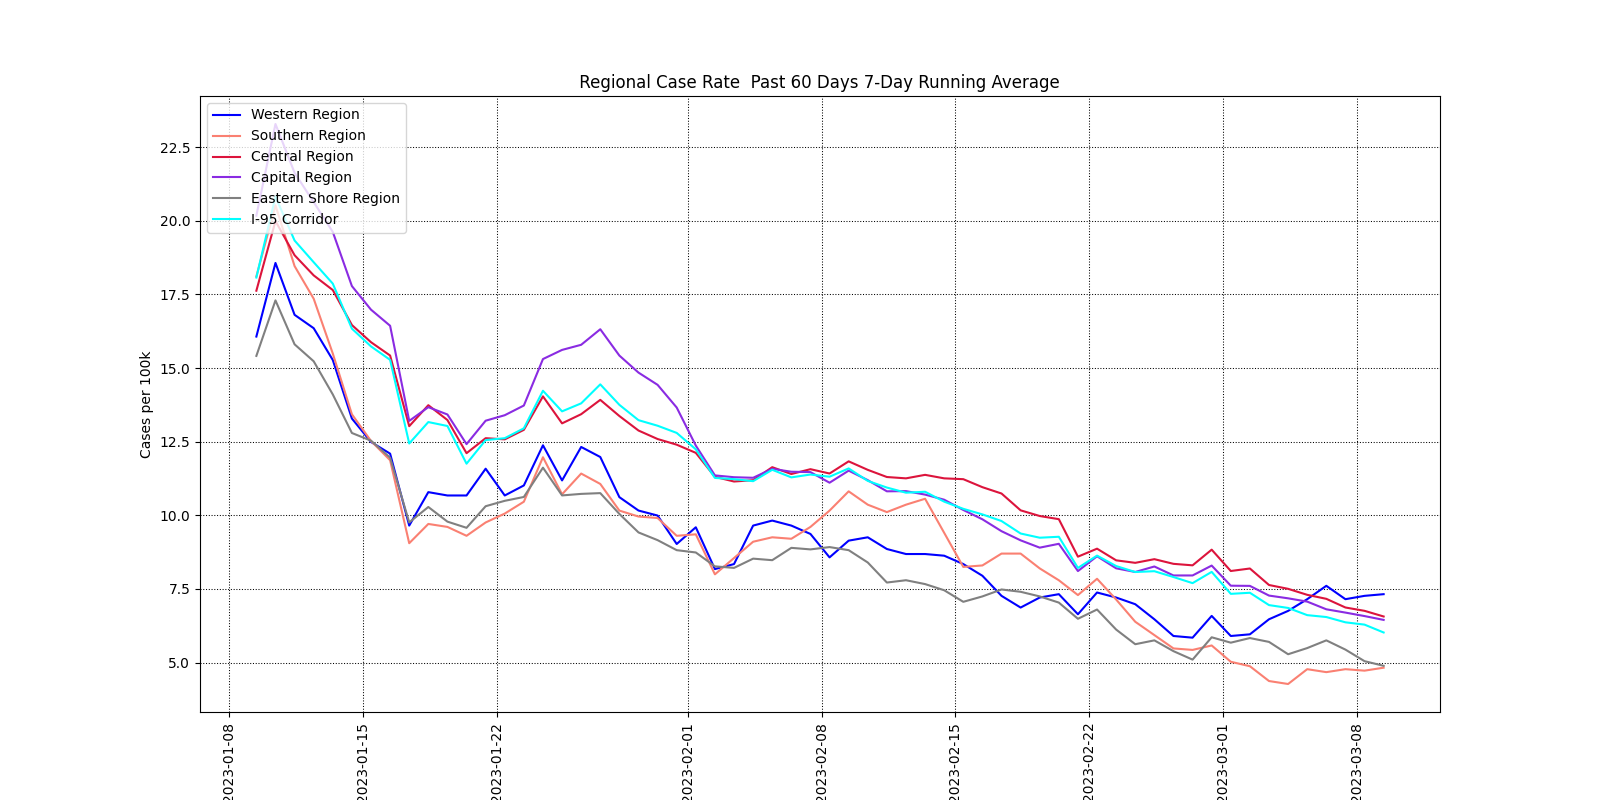 Regional Case Rate  Past 60 Days 7-Day Running Average
Western Region
Southern Region
Central Region
Capital Region
Eastern Shore Region
I-95 Corridor
Cases per 100k
22.5
20.0
17.5
15.0
12.5
10.0
7.5
5.0
2023-01-08
2023-01-15
2023-01-22
2023-02-01
2023-02-08
2023-02-15
2023-02-22
2023-03-01
2023-03-08